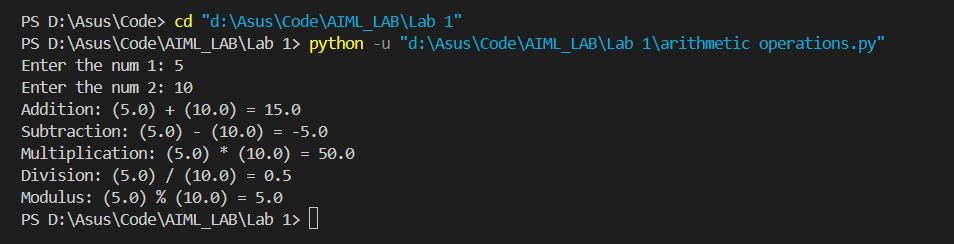 PS D:\Asus\Code> cd "d:\Asus\Code\AIML_LAB\Lab 1"
PS D:\Asus\Code\AIML_LAB\Lab 1> python -u "d:\Asus\Code\AIML_LAB\Lab 1\arithmetic operations.py"
Enter the num 1: 5
Enter the num 2: 10
Addition: (5.0) + (10.0) = 15.0
Subtraction: (5.0) - (10.0) = -5.0
Multiplication: (5.0) * (10.0) = 50.0
Division: (5.0) / (10.0) = 0.5
Modulus: (5.0) % (10.0) = 5.0
PS D:\Asus\Code\AIML_LAB\Lab 1>